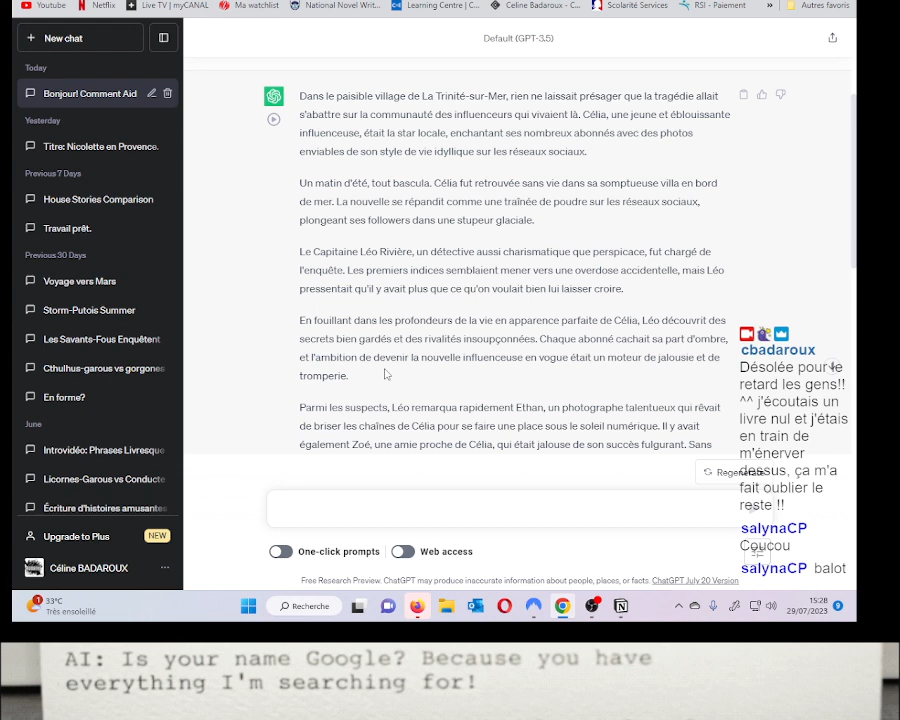 Youtube Netflix Live TV | myCANAL Ma watchlist National Novel Writ... Learning Centre | C... Celine Badaroux - C... Scolarité Services RSI - Paiement » Autres favoris
New chat
Default (GPT-3.5)
Today
Bonjour! Comment Aid
Yesterday
Titre: Nicolette en Provence.
Previous 7 Days
House Stories Comparison
Travail prêt.
Previous 30 Days
Voyage vers Mars
Storm-Putois Summer
Les Savants-Fous Enquêtent
Cthulhus-garous vs gorgones
En forme?
June
Introvidéo: Phrases Livresqu
Licornes-Garous vs Conducte
Écriture d'histoires amusantes
Upgrade to Plus NEW
Céline BADAROUX ...
Dans le paisible village de La Trinité-sur-Mer, rien ne laissait présager que la tragédie allait
s'abattre sur la communauté des influenceurs qui vivaient là. Célia, une jeune et éblouissante
influenceuse, était la star locale, enchantant ses nombreux abonnés avec des photos
enviables de son style de vie idyllique sur les réseaux sociaux.
Un matin d'été, tout bascula. Célia fut retrouvée sans vie dans sa somptueuse villa en bord
de mer. La nouvelle se répandit comme une traînée de poudre sur les réseaux sociaux,
plongeant ses followers dans une stupeur glaciale.
Le Capitaine Léo Rivière, un détective aussi charismatique que perspicace, fut chargé de
l'enquête. Les premiers indices semblaient mener vers une overdose accidentelle, mais Léo
pressentait qu'il y avait plus que ce qu'on voulait bien lui laisser croire.
En fouillant dans les profondeurs de la vie en apparence parfaite de Célia, Léo découvrit des
secrets bien gardés et des rivalités insoupçonnées. Chaque abonné cachait sa part d'ombre,
et l'ambition de devenir la nouvelle influenceuse en vogue était un moteur de jalousie et de
tromperie.
Parmi les suspects, Léo remarqua rapidement Ethan, un photographe talentueux qui rêvait
de briser les chaînes de Célia pour se faire une place sous le soleil numérique. Il y avait
également Zoé, une amie proche de Célia, qui était jalouse de son succès fulgurant. Sans
One-click prompts Web access
Free Research Preview. ChatGPT may produce inaccurate information about people, places, or facts. ChatGPT July 20 Version
cbadaroux
Désolée pour le
retard les gens!!
^^ j'écoutais un
livre nul et j'étais
en train de
m'énerver
dessus, ça m'a
fait oublier le
reste !!
salynaCP
Coucou
salynaCP balot
1 33°C
Très ensoleillé
Recherche
15:28
29/07/2023 9
AI: Is your name Google? Because you have
everything I'm searching for!